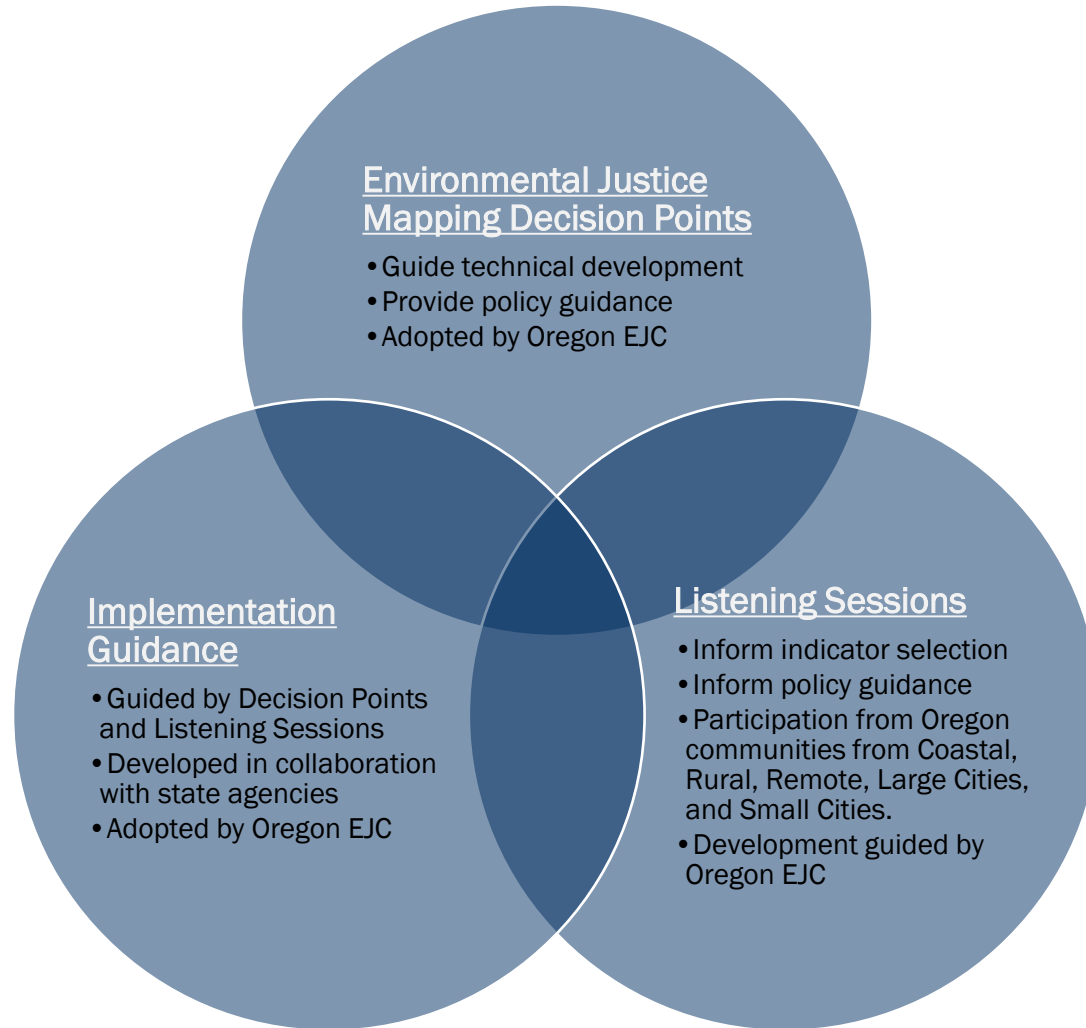 Environmental Justice
Mapping Decision Points
•Guide technical development
•Provide policy guidance
•Adopted by Oregon EJC
Implementation
Guidance
•Guided by Decision Points
and Listening Sessions
•Developed in collaboration
with state agencies
•Adopted by Oregon EJC
Listening Sessions
•Inform indicator selection
•Inform policy guidance
•Participation from Oregon
communities from Coastal,
Rural, Remote, Large Cities,
and Small Cities.
•Development guided by
Oregon EJC